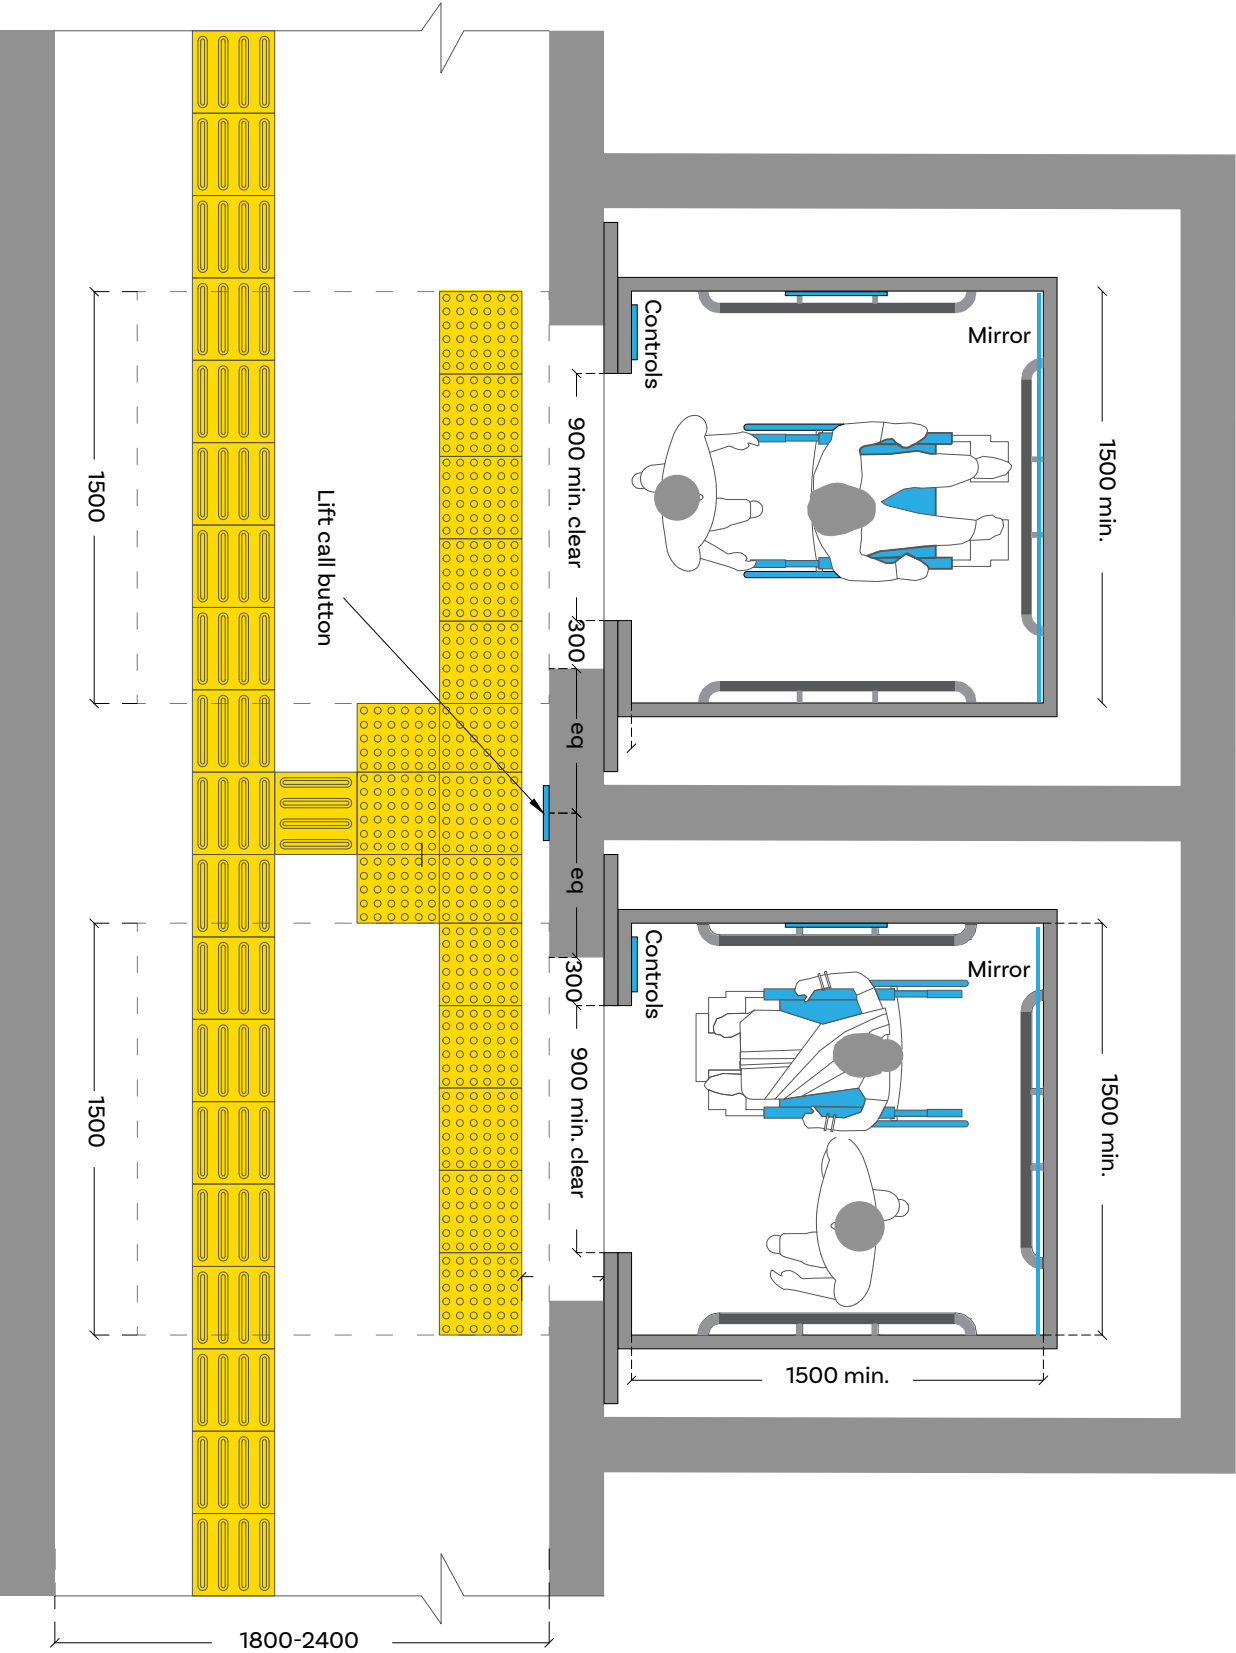 Controls
Mirror
1500 min.
900 min. clear
1500
Lift call button
300
eq
eq
300
Controls
Mirror
900 min. clear
1500
1500 min.
1500 min.
1800-2400